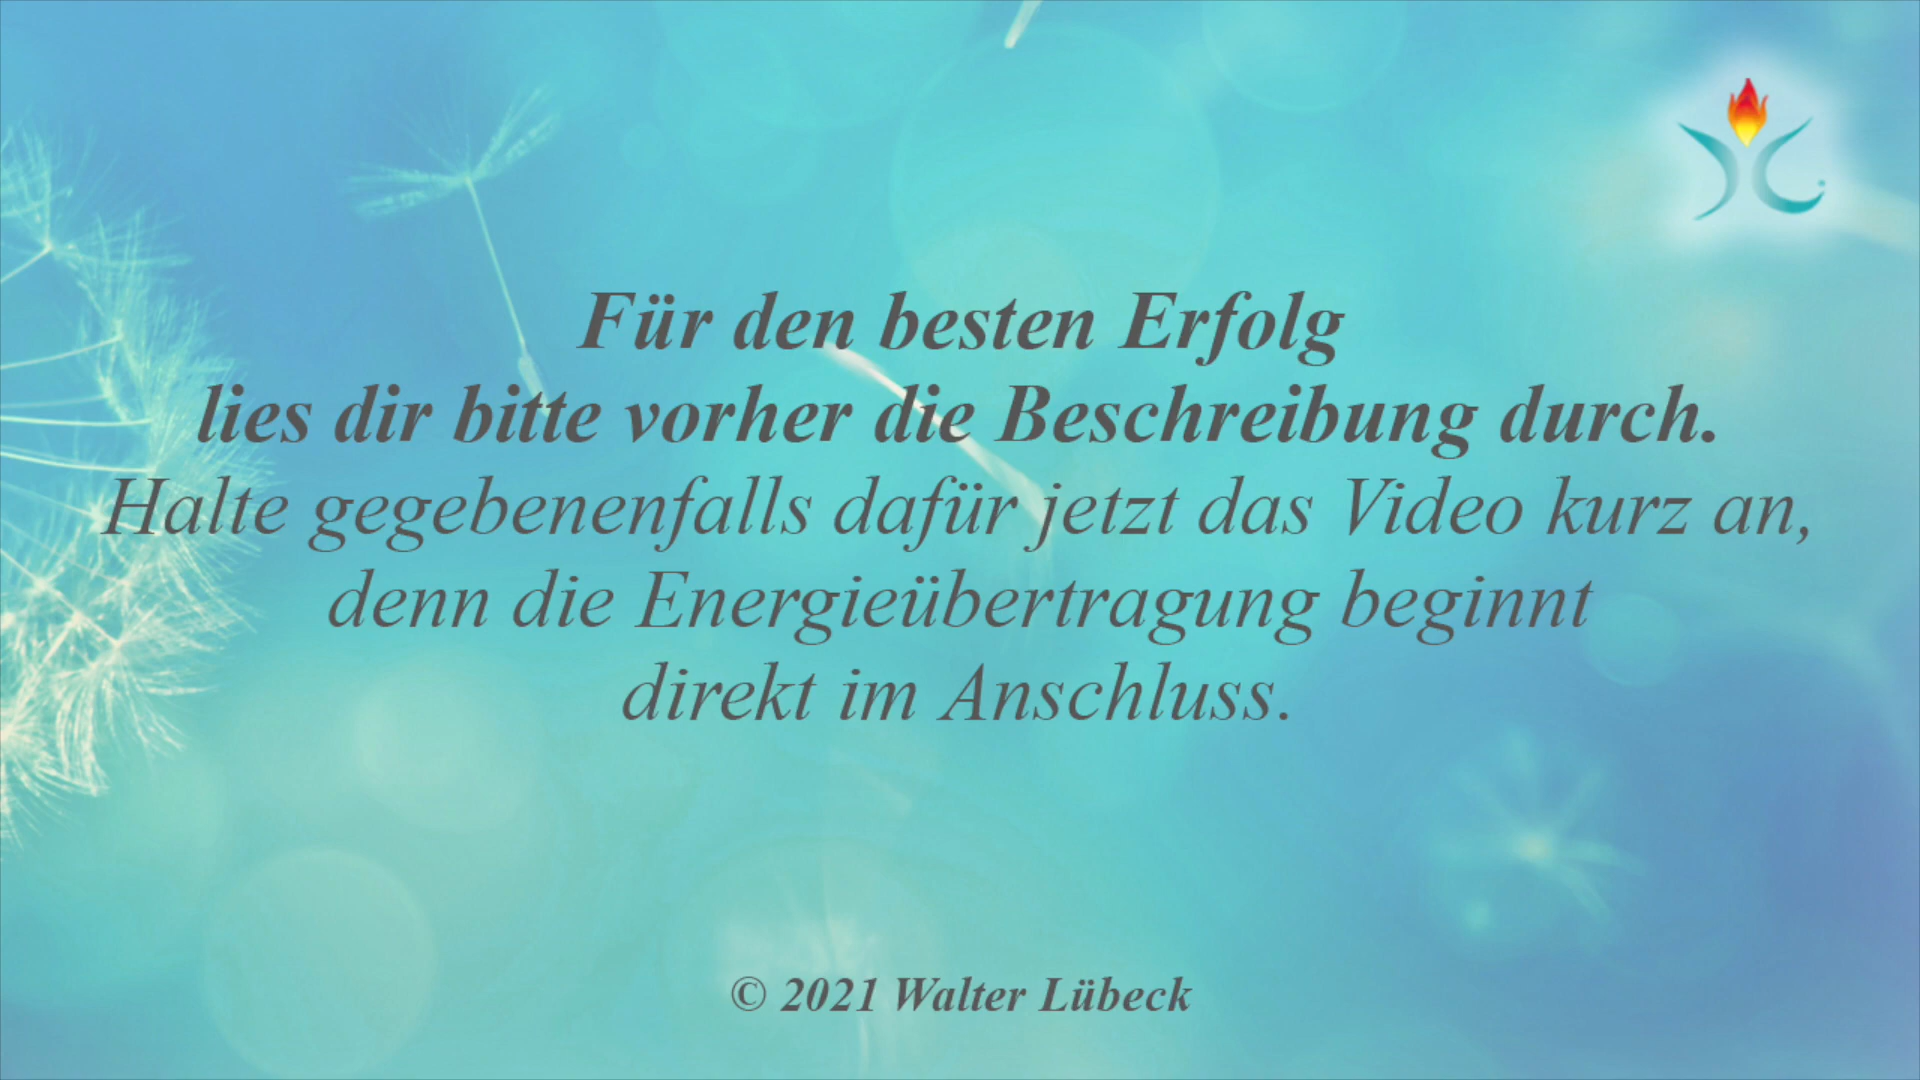 Für den besten Erfolg
lies dir bitte vorher die Beschreibung durch.
Halte gegebenenfalls dafür jetzt das Video kurz an,
denn die Energieübertragung beginnt
direkt im Anschluss.
© 2021 Walter Lübeck